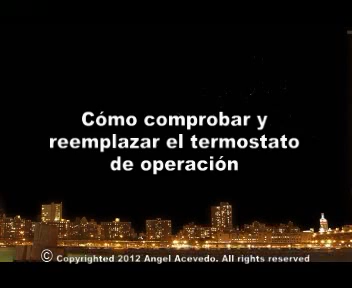 Cómo comprobar y
reemplazar el termostato
de operación
© Copyrighted 2012 Angel Acevedo. All rights reserved